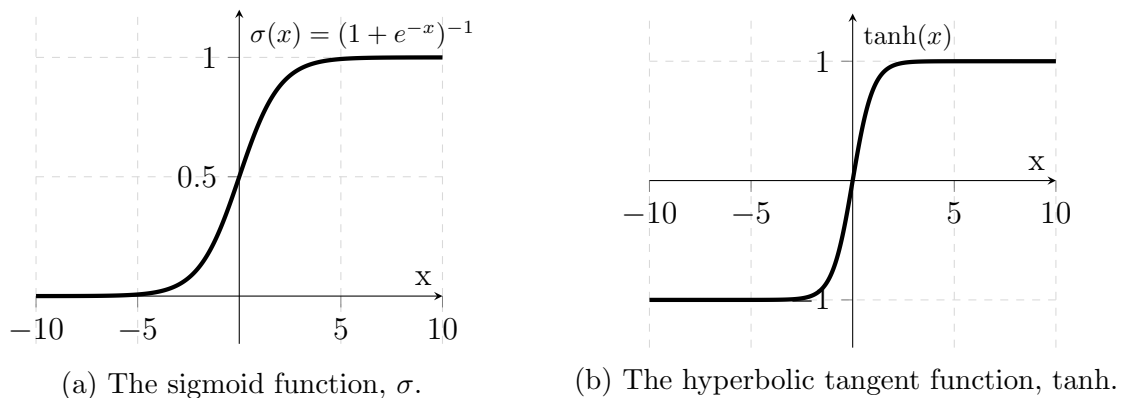 σ(x) = (1 + e^{-x})^{-1}
1
0.5
x
−10 −5 5 10
(a) The sigmoid function, σ.
tanh(x)
1
x
−10 −5 5 10
−1
(b) The hyperbolic tangent function, tanh.